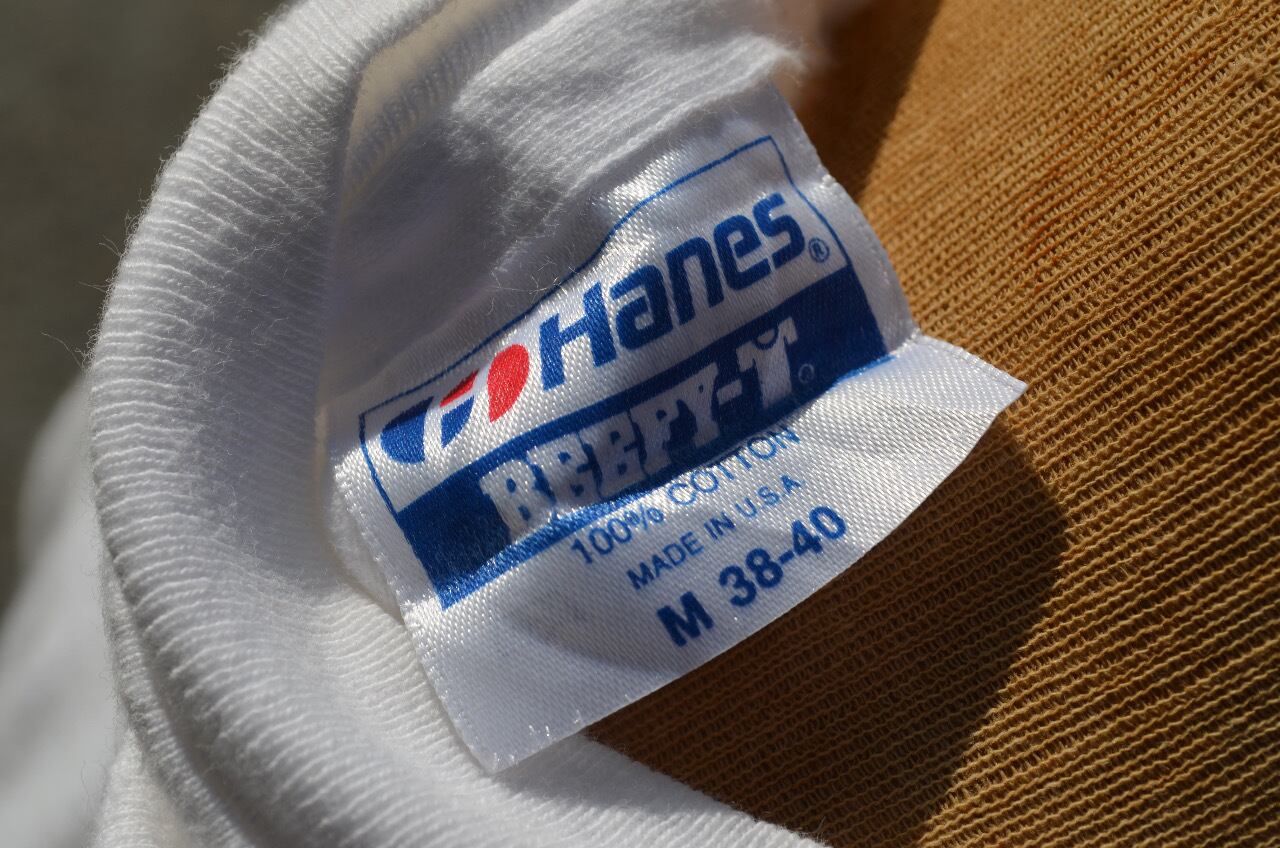 Hanes®
BEEFY-T®
100% COTTON
MADE IN U.S.A
M 38-40